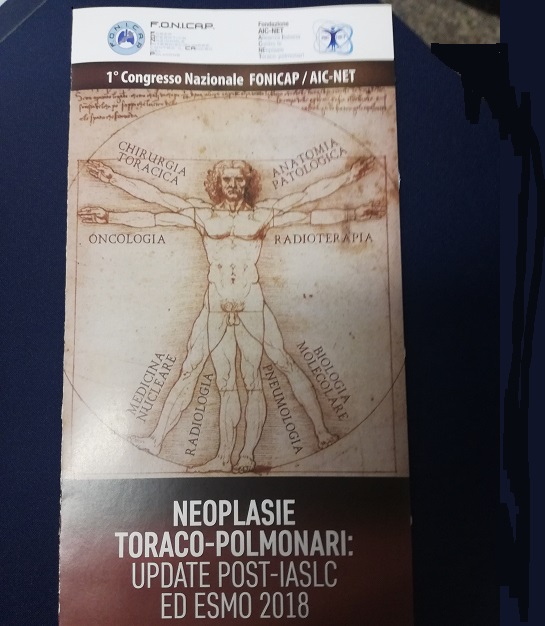 FONICAP
F.O.N.I.C.A.P.
Fondazione
AIC-NET
1° Congresso Nazionale FONICAP / AIC-NET
CHIRURGIA
TORACICA
ANATOMIA
PATOLOGICA
ONCOLOGIA
RADIOTERAPIA
MEDICINA
NUCLEARE
RADIOLOGIA
PNEUMOLOGIA
BIOLOGIA
MOLECOLARE
NEOPLASIE
TORACO-POLMONARI:
UPDATE POST-IASLC
ED ESMO 2018